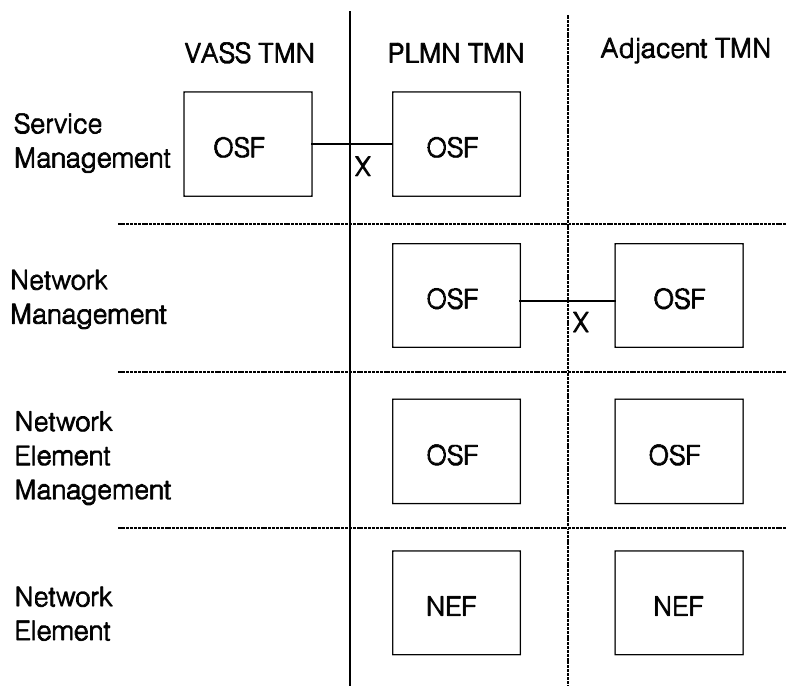 VASS TMN
PLMN TMN
Adjacent TMN
Service
Management
OSF
X
OSF
Network
Management
OSF
X
OSF
Network
Element
Management
OSF
OSF
Network
Element
NEF
NEF